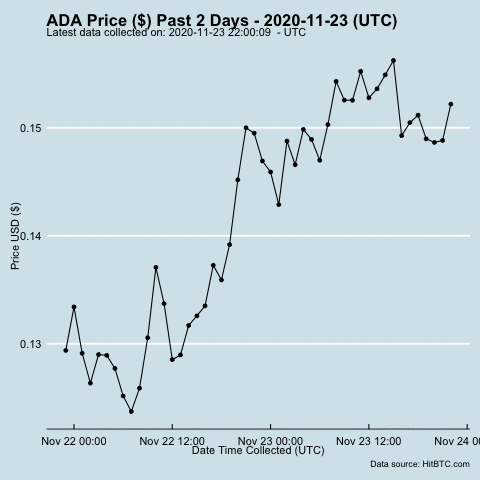 ADA Price ($) Past 2 Days - 2020-11-23 (UTC)
Latest data collected on: 2020-11-23 22:00:09 - UTC
0.15
0.14
0.13
Price USD ($)
Nov 22 00:00 Nov 22 12:00 Nov 23 00:00 Nov 23 12:00 Nov 24 0
Date Time Collected (UTC)
Data source: HitBTC.com